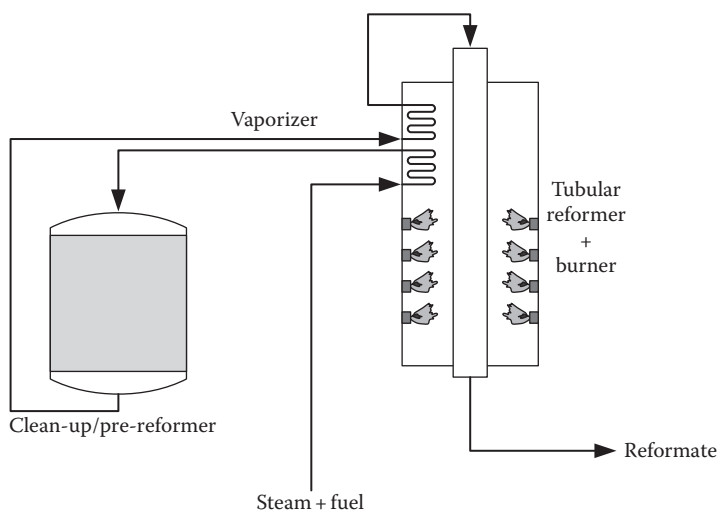 Vaporizer
Tubular
reformer
+
burner
Clean-up/pre-reformer
Reformate
Steam + fuel